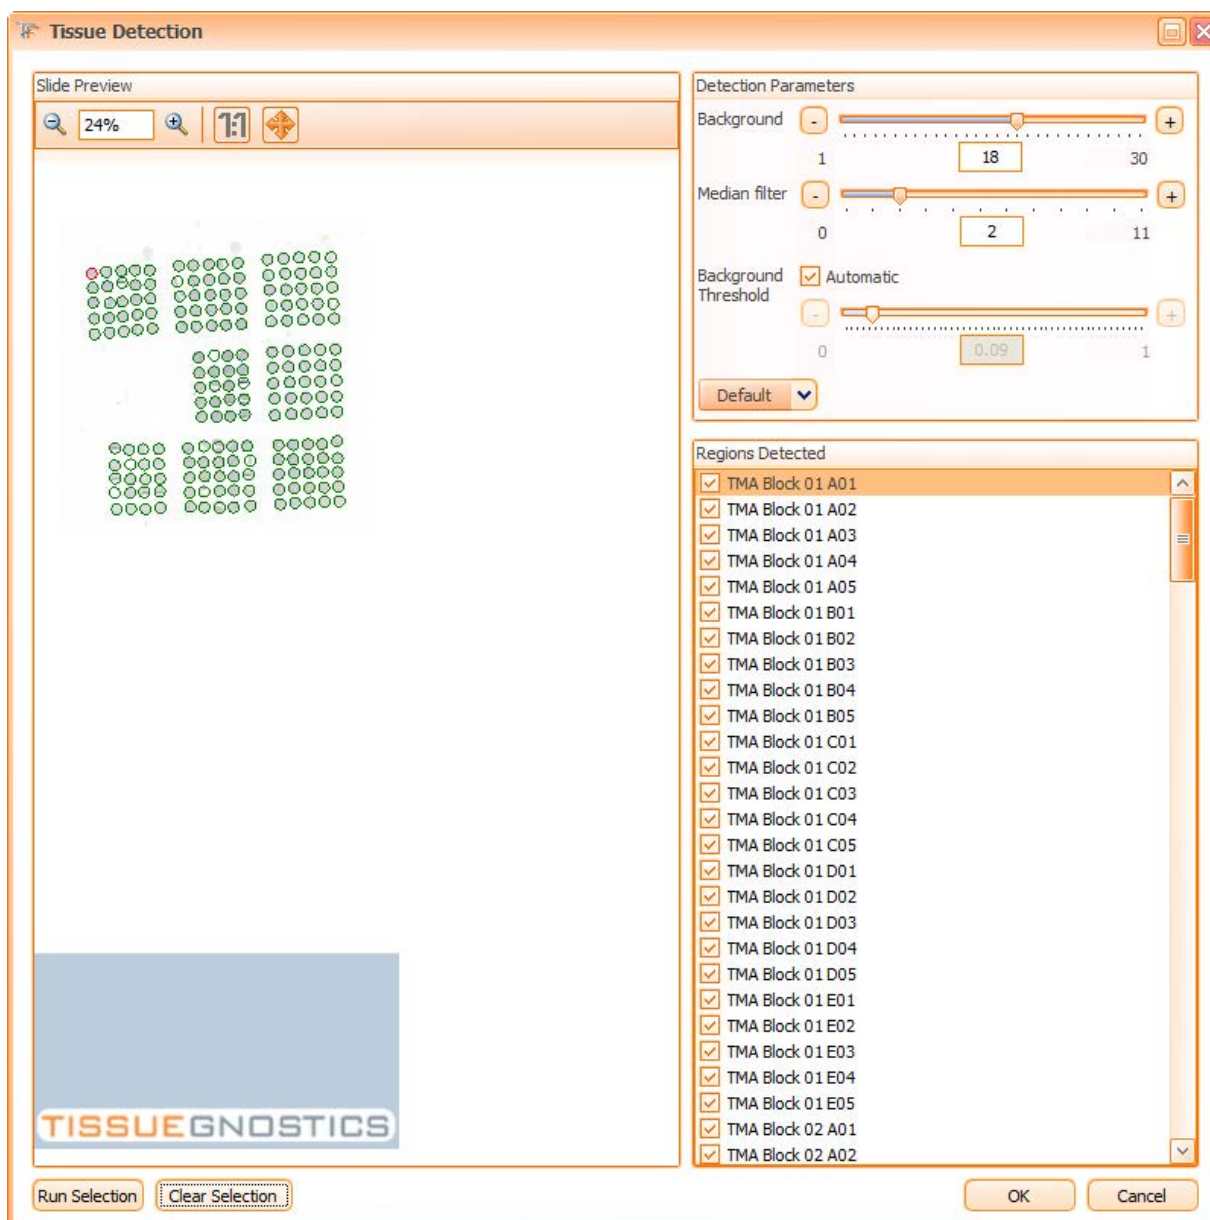 Tissue Detection
Slide Preview
24%
1:1
Detection Parameters
Background - +
1 18 30
Median filter - +
0 2 11
Background Threshold
Automatic
- +
0 0.09 1
Default
Regions Detected
TMA Block 01 A01
TMA Block 01 A02
TMA Block 01 A03
TMA Block 01 A04
TMA Block 01 A05
TMA Block 01 B01
TMA Block 01 B02
TMA Block 01 B03
TMA Block 01 B04
TMA Block 01 B05
TMA Block 01 C01
TMA Block 01 C02
TMA Block 01 C03
TMA Block 01 C04
TMA Block 01 C05
TMA Block 01 D01
TMA Block 01 D02
TMA Block 01 D03
TMA Block 01 D04
TMA Block 01 D05
TMA Block 01 E01
TMA Block 01 E02
TMA Block 01 E03
TMA Block 01 E04
TMA Block 01 E05
TMA Block 02 A01
TMA Block 02 A02
TISSUEGNOSTICS
Run Selection
Clear Selection
OK
Cancel